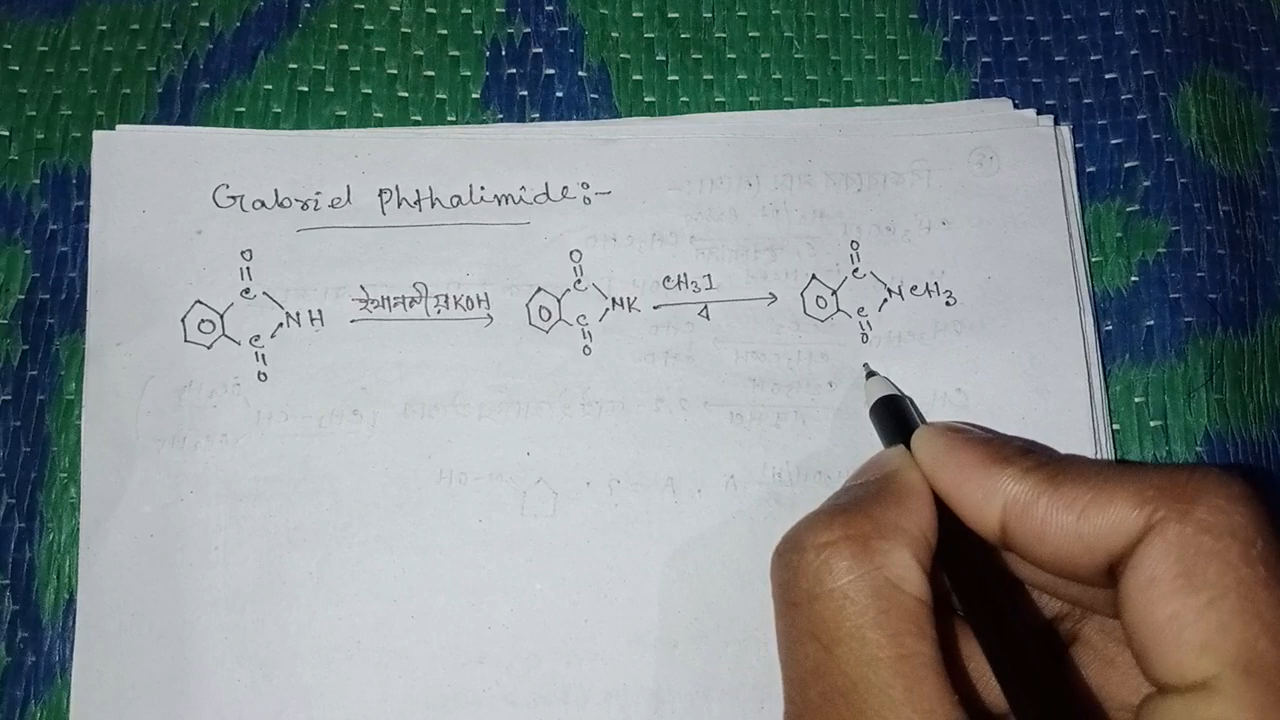 Gabriel Phthalimide:-
O O O
C C C
NH ইথানলীয় KOH NK CH3I Δ NCH3
C C C
O O O